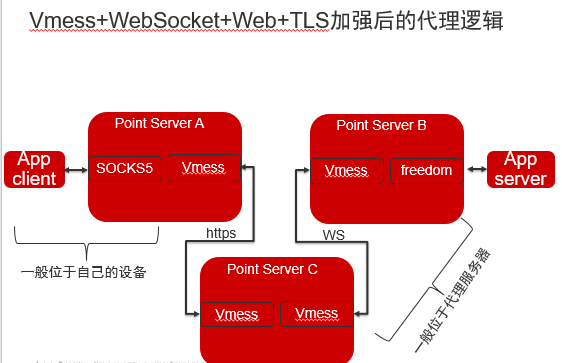 Vmess+WebSocket+Web+TLS加强后的代理逻辑
Point Server A
Point Server B
App
client
SOCKS5
Vmess
Vmess
freedom
App
server
https
WS
一般位于自己的设备
Point Server C
一般位于代理服务器
Vmess
Vmess